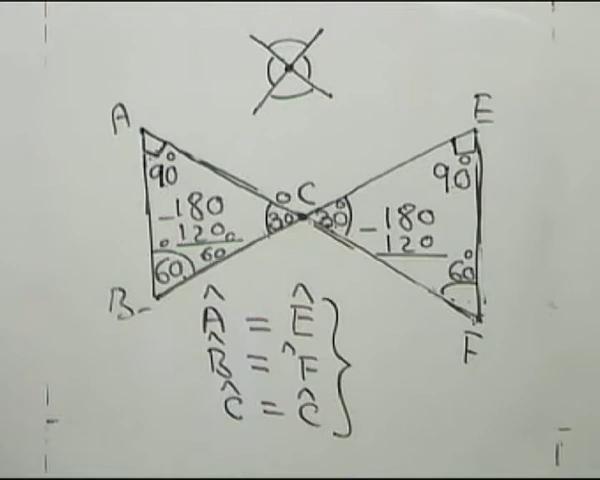 A
E
90°
90°
C
30°
30°
-180
120
60
-180
120
60°
60°
B
F
Â = Ê
B̂ = F̂
Ĉ = Ĉ